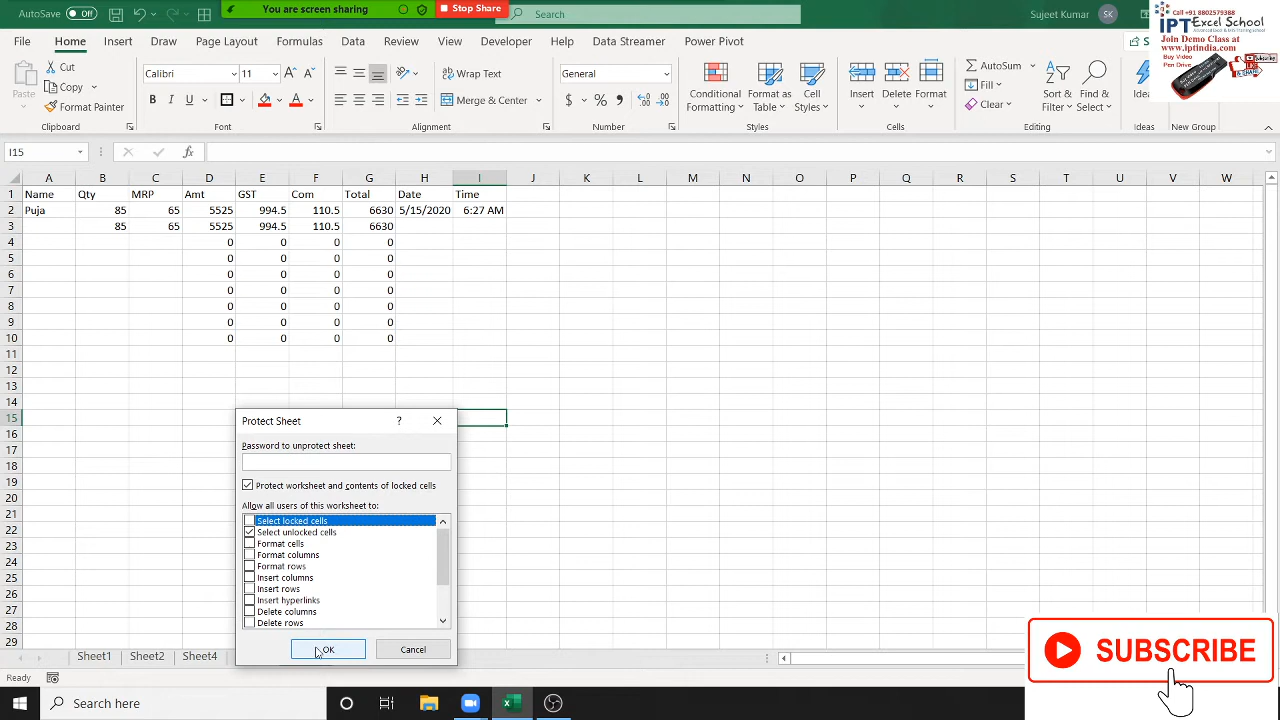 AutoSave Off
You are screen sharing
Stop Share
Search
Sujeet Kumar
SK
Call +91 8802579388
IPT Excel School
Advanced Excel & MIS Training School
Join Demo Class at
www.iptindia.com
Buy Video
Pen Drive
File Home Insert Draw Page Layout Formulas Data Review View Developer Help Data Streamer Power Pivot
Cut
Copy
Format Painter
Paste
Clipboard
Calibri 11
B I U
Font
Wrap Text
Merge & Center
Alignment
General
Number
Conditional Formatting
Format as Table
Cell Styles
Styles
Insert Delete Format
Cells
AutoSum
Fill
Clear
Sort & Filter
Find & Select
Editing
Ideas
Ideas
New Group
I15
fx
A B C D E F G H I J K L M N O P Q R S T U V W
1 Name Qty MRP Amt GST Com Total Date Time
2 Puja 85 65 5525 994.5 110.5 6630 5/15/2020 6:27 AM
3 85 65 5525 994.5 110.5 6630
4 0 0 0 0
5 0 0 0 0
6 0 0 0 0
7 0 0 0 0
8 0 0 0 0
9 0 0 0 0
10 0 0 0 0
11
12
13
14
15
16
17
18
19
20
21
22
23
24
25
26
27
28
29
Protect Sheet ?
Password to unprotect sheet:
Protect worksheet and contents of locked cells
Allow all users of this worksheet to:
Select locked cells
Select unlocked cells
Format cells
Format columns
Format rows
Insert columns
Insert rows
Insert hyperlinks
Delete columns
Delete rows
OK Cancel
SUBSCRIBE
Sheet1 Sheet2 Sheet4
Ready
Search